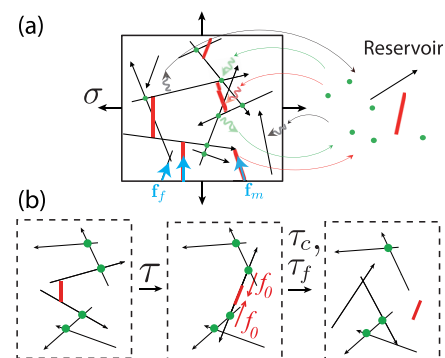 (a)
Reservoir
σ
f_f
f_m
(b)
τ
f_0
f_0
τ_c,
τ_f